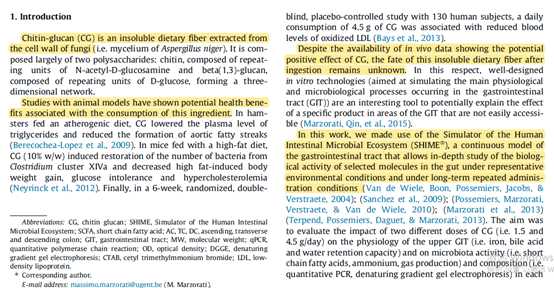 1. Introduction
Chitin-glucan (CG) is an insoluble dietary fiber extracted from
the cell wall of fungi (i.e. mycelium of Aspergillus niger). It is com-
posed largely of two polysaccharides: chitin, composed of repeat-
ing units of N-acetyl-D-glucosamine and beta(1,3)-glucan,
composed of repeating units of D-glucose, forming a three-
dimensional network.
Studies with animal models have shown potential health bene-
fits associated with the consumption of this ingredient. In ham-
sters fed an atherogenic diet, CG lowered the plasma level of
triglycerides and reduced the formation of aortic fatty streaks
(Berecochea-Lopez et al., 2009). In mice fed with a high-fat diet,
CG (10% w/w) induced restoration of the number of bacteria from
Clostridium cluster XIVa and decreased high fat-induced body
weight gain, glucose intolerance and hypercholesterolemia
(Neyrinck et al., 2012). Finally, in a 6-week, randomized, double-
Abbreviations: CG, chitin glucan; SHIME, Simulator of the Human Intestinal
Microbial Ecosystem; SCFA, short chain fatty acid; AC, TC, DC, ascending, transverse
and descending colon; GIT, gastrointestinal tract; MW, molecular weight; qPCR,
quantitative polymerase chain reaction; OD, optical density; DGGE, denaturing
gradient gel electrophoresis; CTAB, cetyl trimethylmonium bromide; LDL, low-
density lipoprotein.
* Corresponding author.
E-mail address: massimo.marzorati@ugent.be (M. Marzorati).
blind, placebo-controlled study with 130 human subjects, a daily
consumption of 4.5 g of CG was associated with reduced blood
levels of oxidized LDL (Bays et al., 2013).
Despite the availability of in vivo data showing the potential
positive effect of CG, the fate of this insoluble dietary fiber after
ingestion remains unknown. In this respect, well-designed
in vitro technologies (aimed at simulating the main physiological
and microbiological processes occurring in the gastrointestinal
tract (GIT)) are an interesting tool to potentially explain the effect
of a specific product in areas of the GIT that are not easily accessi-
ble (Marzorati, Qin, et al., 2015).
In this work, we made use of the Simulator of the Human
Intestinal Microbial Ecosystem (SHIME®), a continuous model of
the gastrointestinal tract that allows in-depth study of the biolog-
ical activity of selected molecules in the gut under representative
environmental conditions and under long-term repeated admin-
istration conditions (Van de Wiele, Boon, Possemiers, Jacobs, &
Verstraete, 2004); (Sanchez et al., 2009); (Possemiers, Marzorati,
Verstraete, & Van de Wiele, 2010); (Marzorati et al., 2013)
(Terpend, Possemiers, Daguet, & Marzorati, 2013). The aim was
to evaluate the impact of two different doses of CG (i.e. 1.5 and
4.5 g/day) on the physiology of the upper GIT (i.e. iron, bile acid
and water retention capacity) and on microbiota activity (i.e. short
chain fatty acids, ammonium, gas production) and composition (i.e.
quantitative PCR, denaturing gradient gel electrophoresis) in each